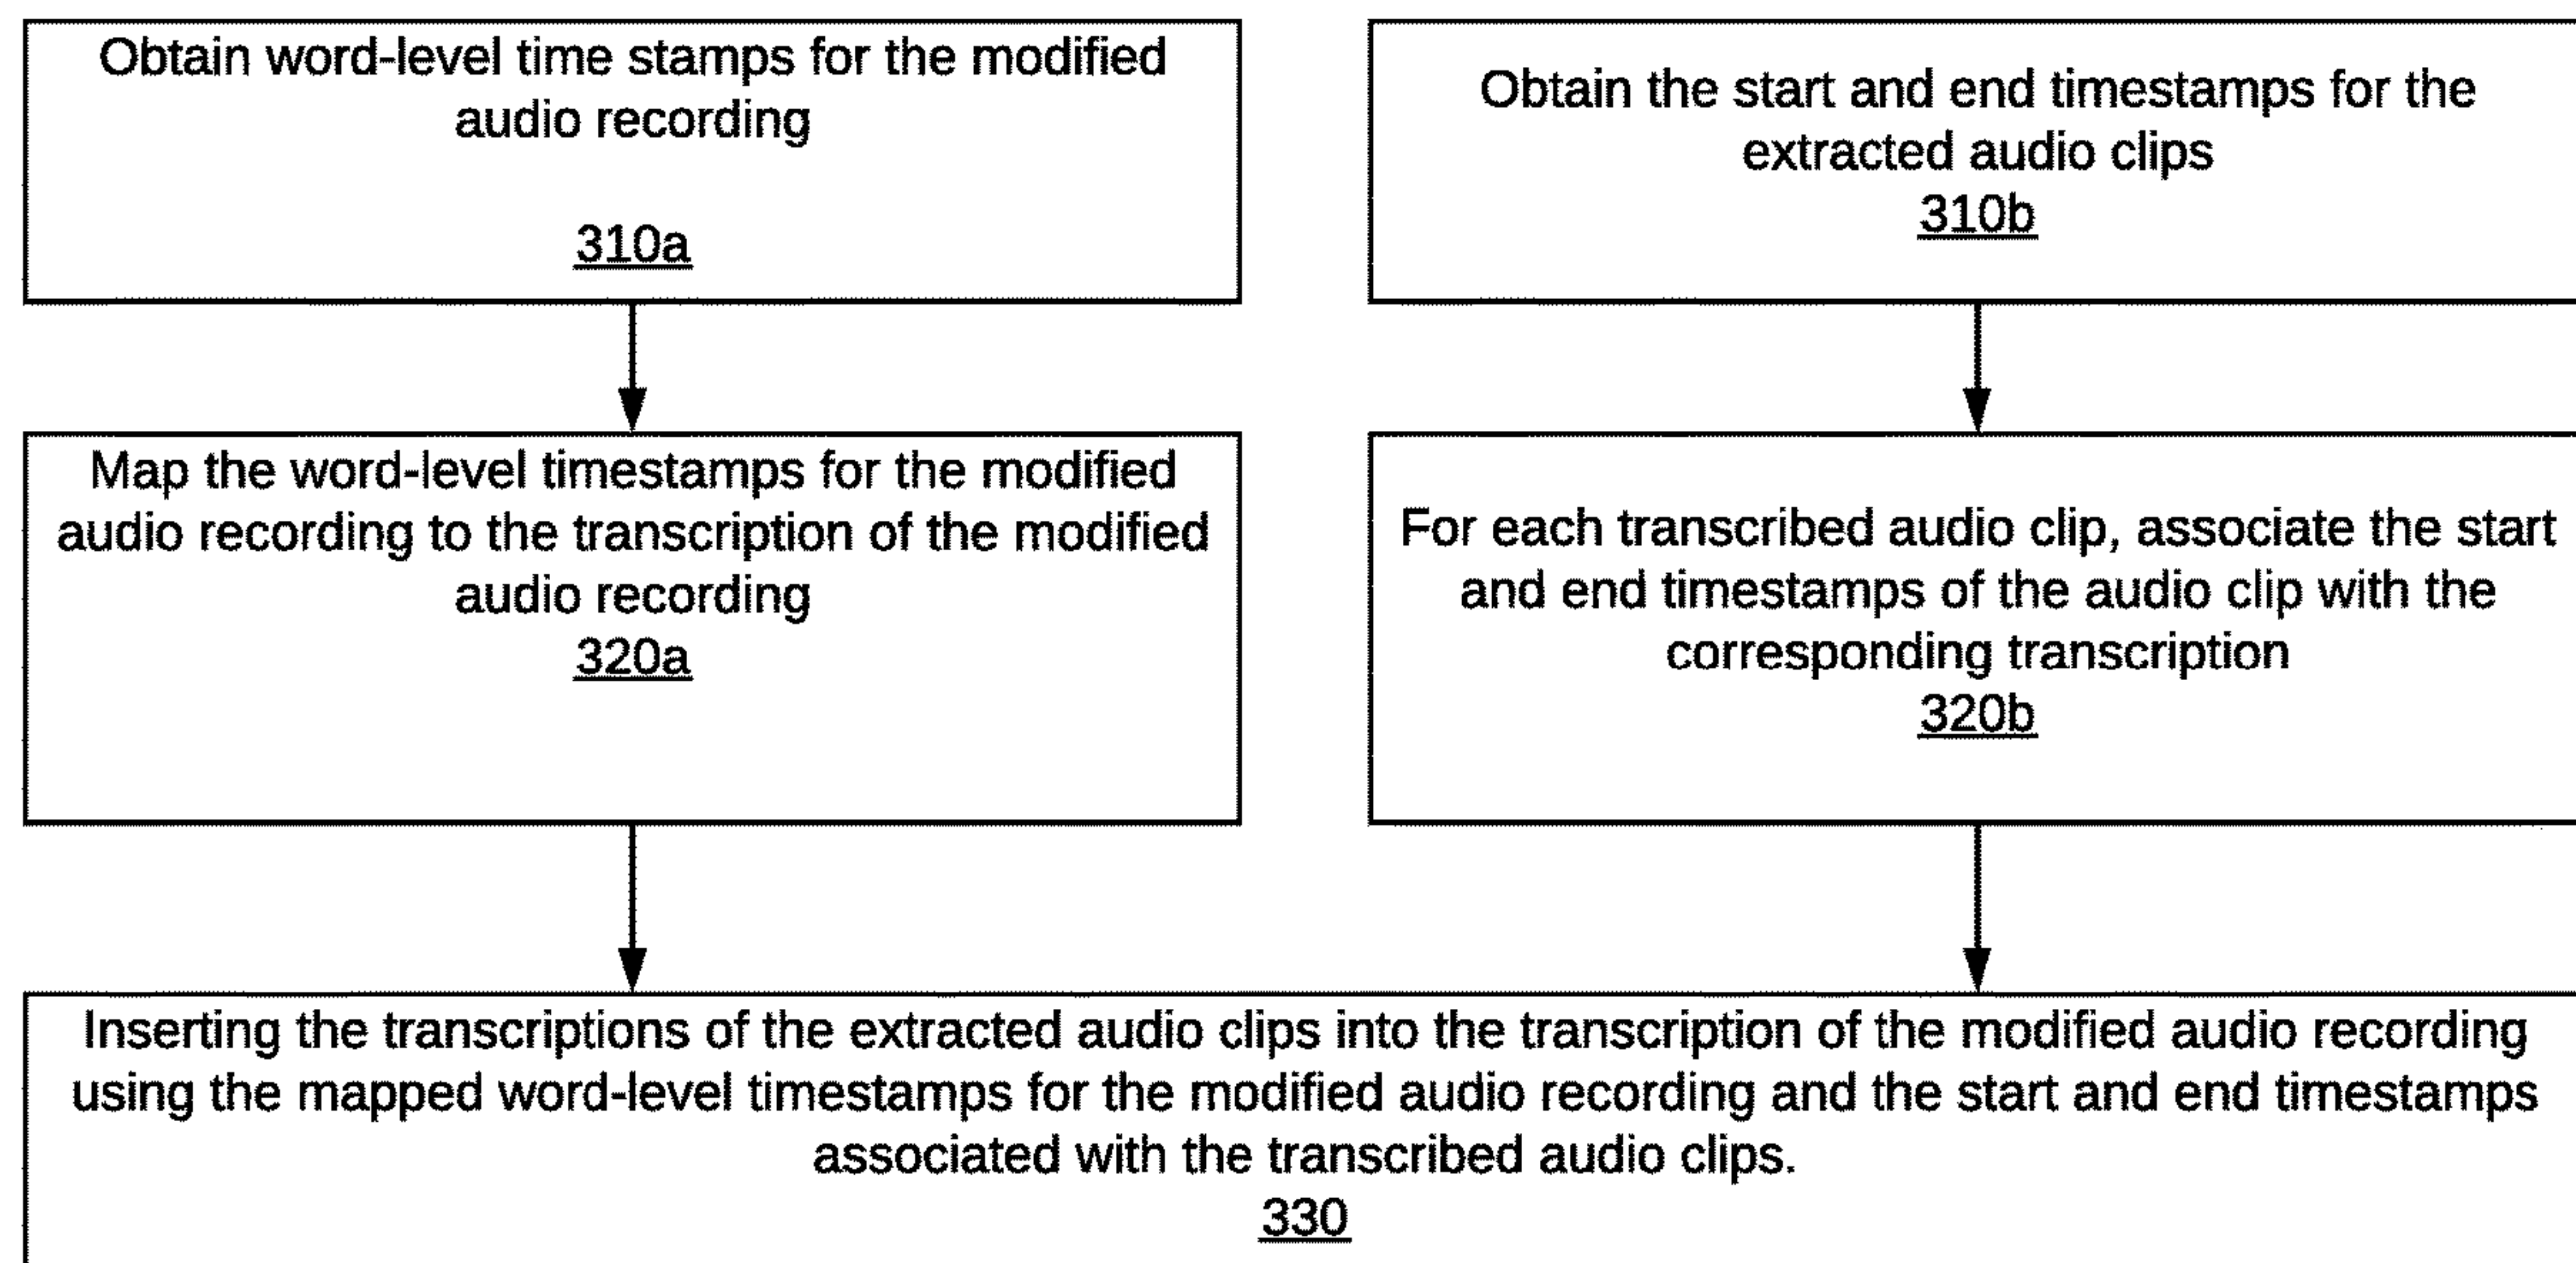 Obtain word-level time stamps for the modified
audio recording
310a
Obtain the start and end timestamps for the
extracted audio clips
310b
Map the word-level timestamps for the modified
audio recording to the transcription of the modified
audio recording
320a
For each transcribed audio clip, associate the start
and end timestamps of the audio clip with the
corresponding transcription
320b
Inserting the transcriptions of the extracted audio clips into the transcription of the modified audio recording
using the mapped word-level timestamps for the modified audio recording and the start and end timestamps
associated with the transcribed audio clips.
330